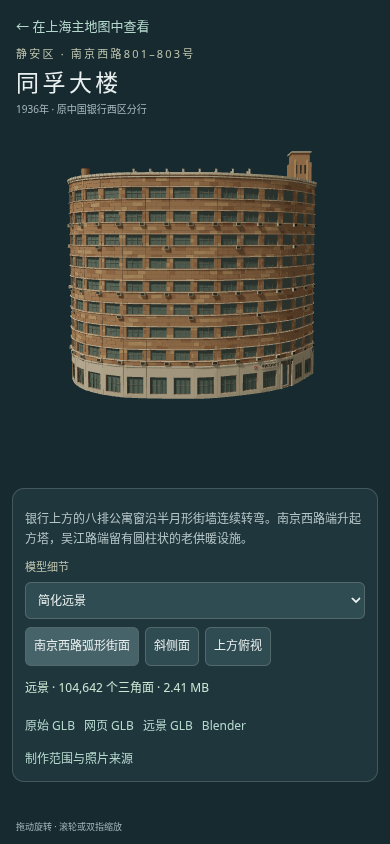 ← 在上海主地图中查看
静安区 · 南京西路801–803号
同孚大楼
1936年 · 原中国银行西区分行
银行上方的八排公寓窗沿半月形街墙连续转弯。南京西路端升起
方塔，吴江路端留有圆柱状的老供暖设施。
模型细节
简化远景
南京西路弧形街面 斜侧面 上方俯视
远景 · 104,642 个三角面 · 2.41 MB
原始 GLB 网页 GLB 远景 GLB Blender
制作范围与照片来源
拖动旋转 · 滚轮或双指缩放